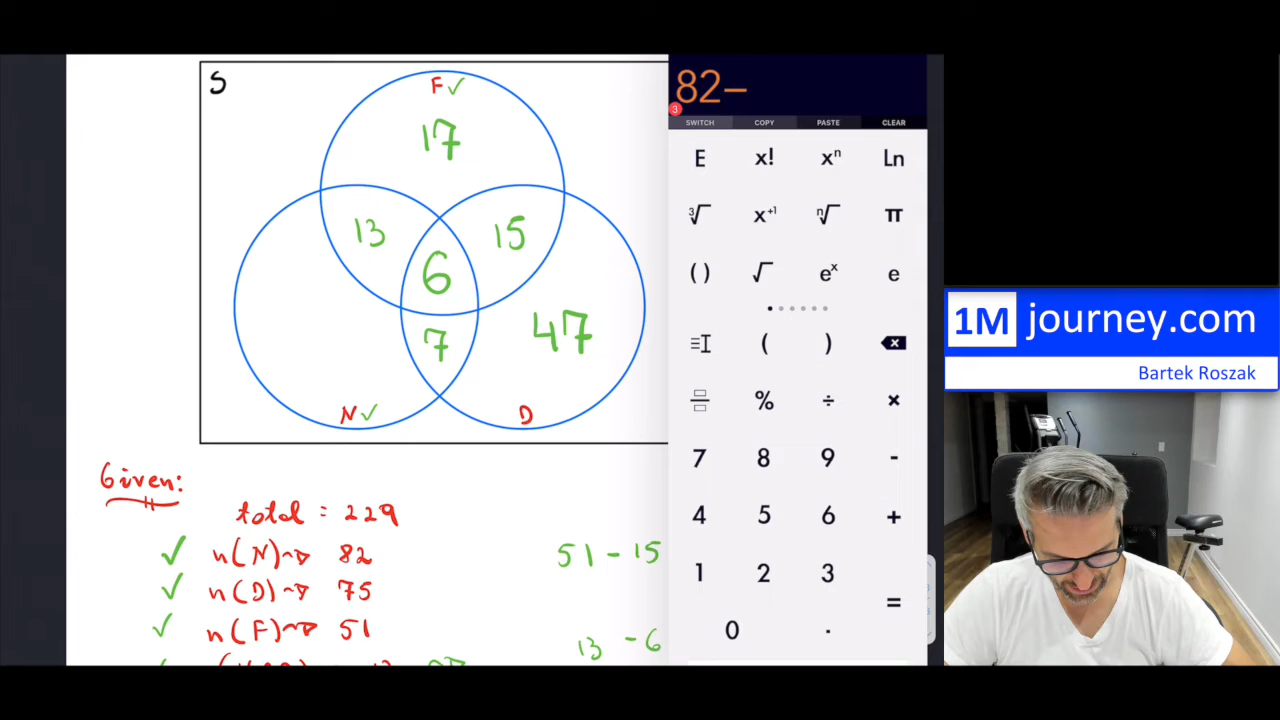 S
F ✓
17
13
15
6
7
47
N ✓
D
Given:
total = 229
✓ n(N) ~> 82
✓ n(D) ~> 75
✓ n(F) ~> 51
51 - 15
13 - 6
82–
3
SWITCH COPY PASTE CLEAR
E x! xⁿ Ln
∛ x⁺¹ ⁿ√ π
( ) √ eˣ e
( )
% ÷ ×
7 8 9 -
4 5 6 +
1 2 3 =
0 .
1M journey.com
Bartek Roszak